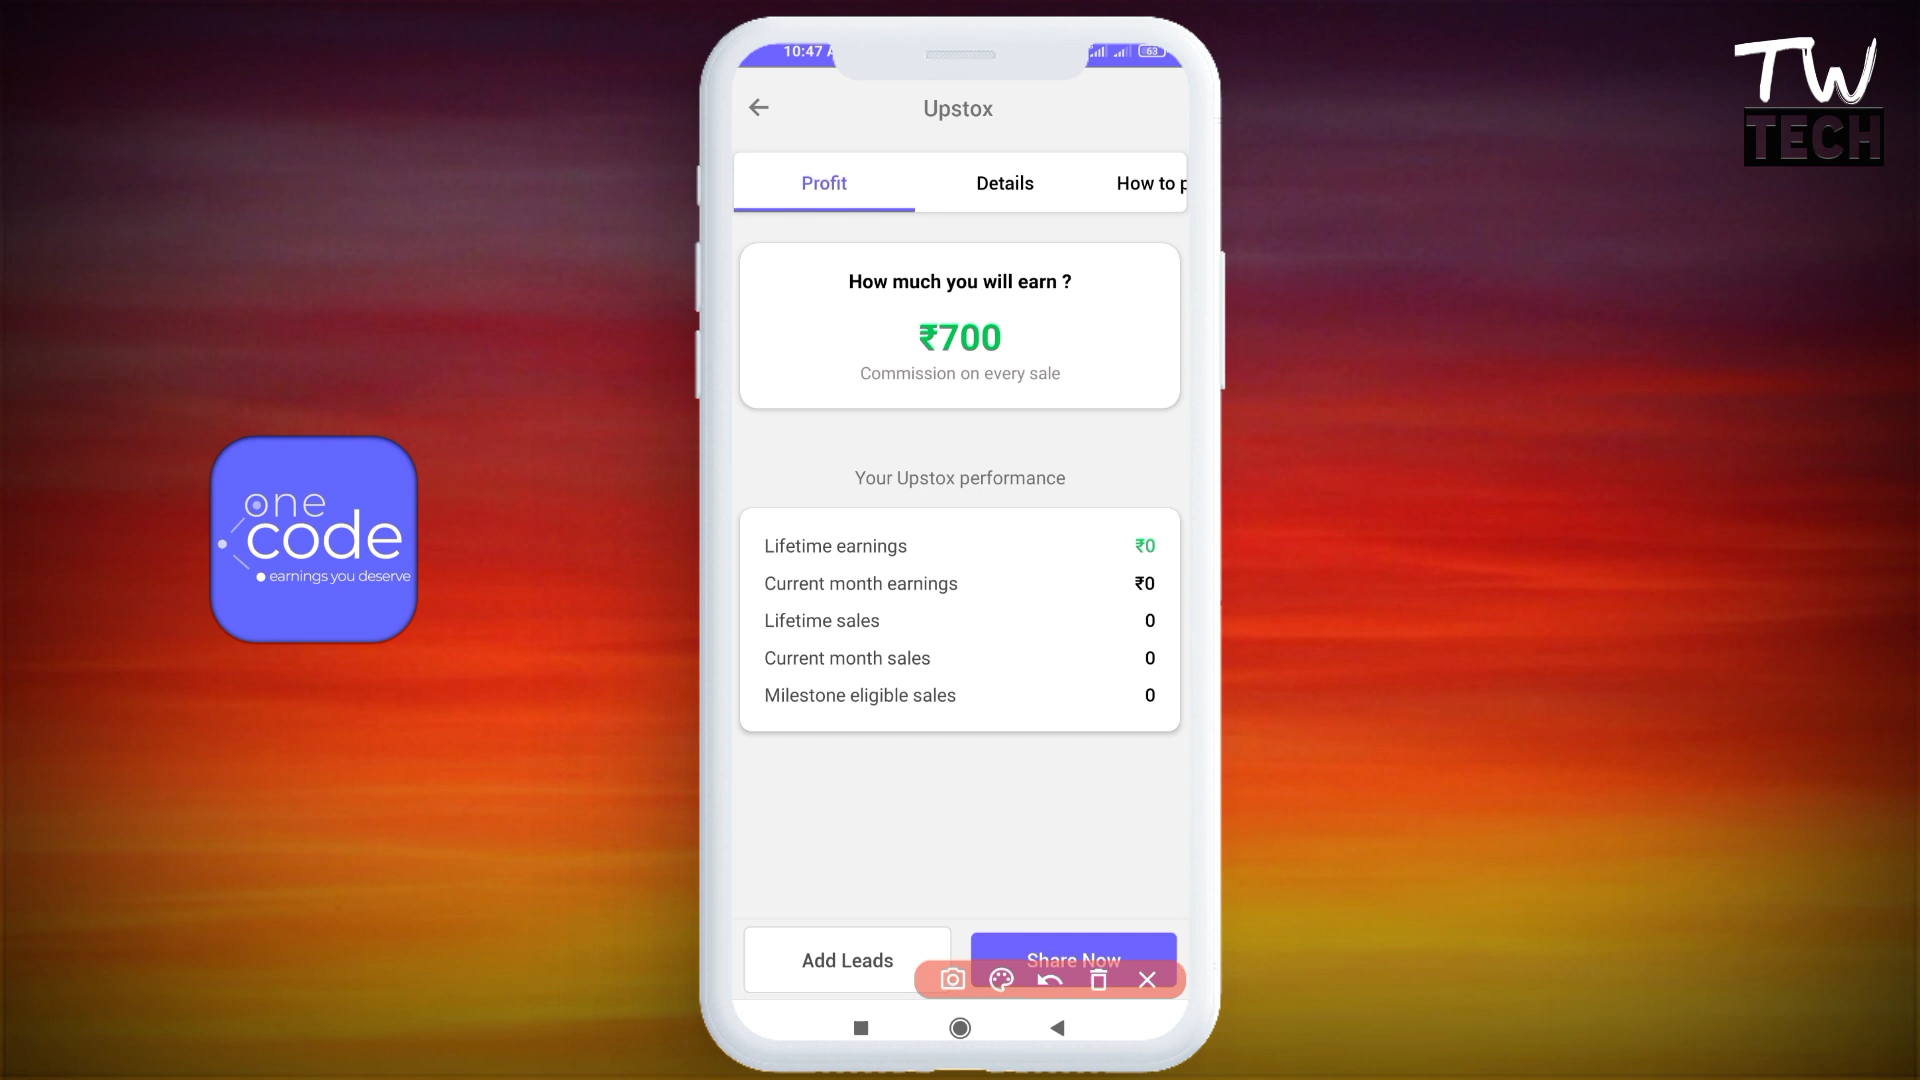 10:47
63
TW
TECH
Upstox
Profit
Details
How to p
How much you will earn ?
₹700
Commission on every sale
one
code
earnings you deserve
Your Upstox performance
Lifetime earnings
₹0
Current month earnings
₹0
Lifetime sales
0
Current month sales
0
Milestone eligible sales
0
Add Leads
Share Now